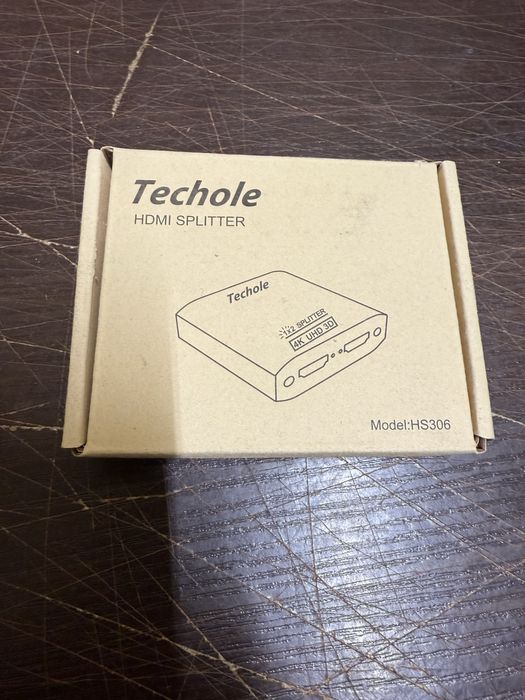 Techole
HDMI SPLITTER
Techole
1x2 SPLITTER
4K UHD 3D
Model:HS306